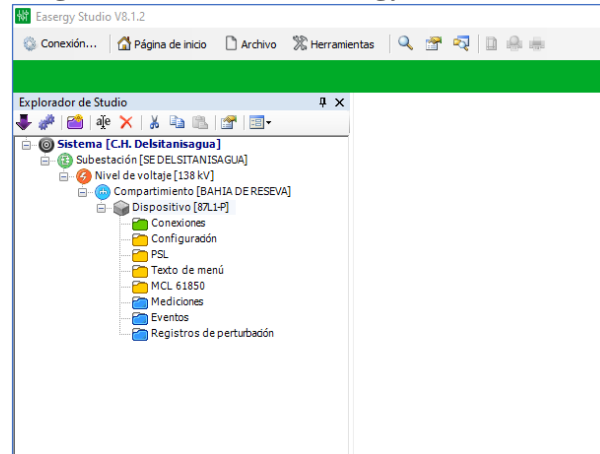 Easergy Studio V8.1.2
Conexión... Página de inicio Archivo Herramientas
Explorador de Studio
Sistema [C.H. Delsitanisagua]
Subestación [SE DELSITANISAGUA]
Nivel de voltaje [138 kV]
Compartimiento [BAHIA DE RESEVA]
Dispositivo [87L1-P]
Conexiones
Configuración
PSL
Texto de menú
MCL 61850
Mediciones
Eventos
Registros de perturbación